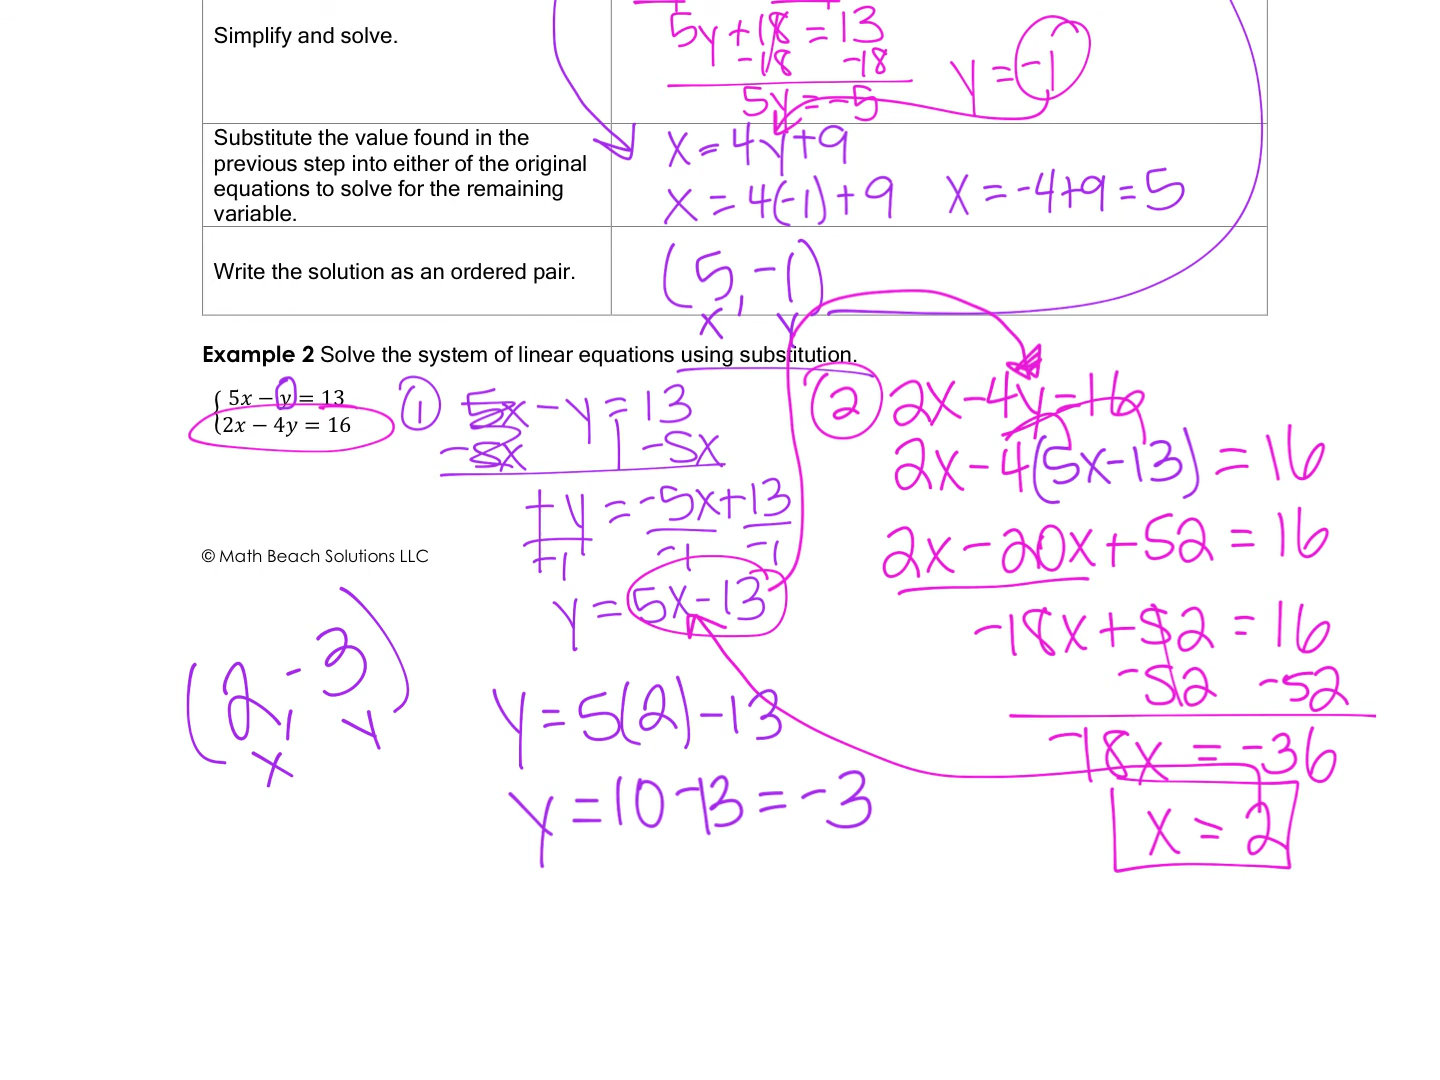 Simplify and solve.
5y + 18 = 13
-18 -18
5y = -5
y = -1
Substitute the value found in the
previous step into either of the original
equations to solve for the remaining
variable.
x = 4y + 9
x = 4(-1) + 9
x = -4 + 9 = 5
Write the solution as an ordered pair.
(5, -1)
x y
Example 2 Solve the system of linear equations using substitution.
5x − y = 13
2x − 4y = 16
① 5x - y = 13
-5x -5x
-y = -5x + 13
-1 -1 -1
y = 5x - 13
y = 5(2) - 13
y = 10 - 13 = -3
② 2x - 4y = 16
2x - 4(5x - 13) = 16
2x - 20x + 52 = 16
-18x + 52 = 16
-52 -52
-18x = -36
x = 2
© Math Beach Solutions LLC
(2, -3)
x y